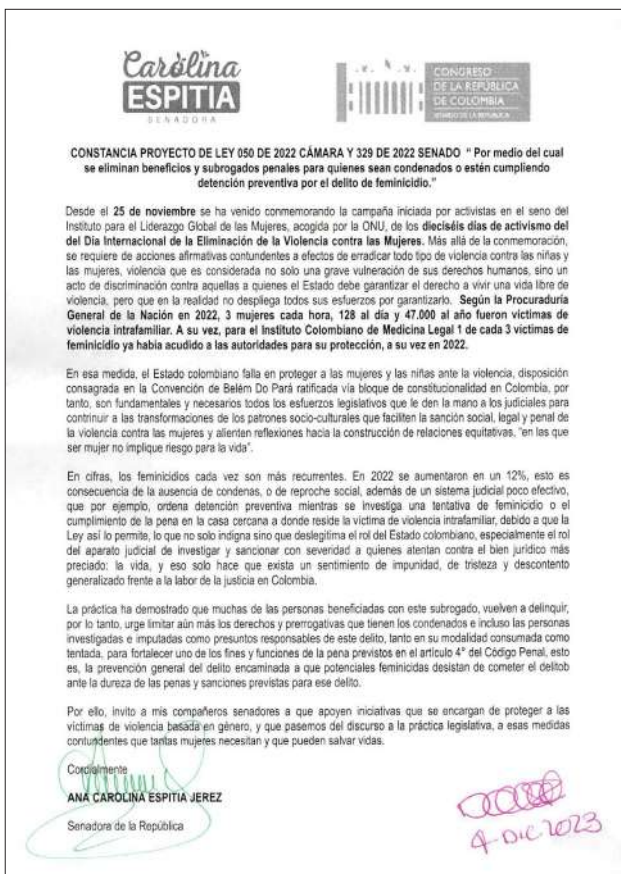 Carolina
ESPITIA
SENADORA
CONGRESO
DE LA REPÚBLICA
DE COLOMBIA
SENADO DE LA REPÚBLICA
CONSTANCIA PROYECTO DE LEY 050 DE 2022 CÁMARA Y 329 DE 2022 SENADO “ Por medio del cual
se eliminan beneficios y subrogados penales para quienes sean condenados o estén cumpliendo
detención preventiva por el delito de feminicidio.”
Desde el 25 de noviembre se ha venido conmemorando la campaña iniciada por activistas en el seno del
Instituto para el Liderazgo Global de las Mujeres, acogida por la ONU, de los dieciséis días de activismo del
del Día Internacional de la Eliminación de la Violencia contra las Mujeres. Más allá de la conmemoración,
se requiere de acciones afirmativas contundentes a efectos de erradicar todo tipo de violencia contra las niñas y
las mujeres, violencia que es considerada no solo una grave vulneración de sus derechos humanos, sino un
acto de discriminación contra aquellas a quienes el Estado debe garantizar el derecho a vivir una vida libre de
violencia, pero que en la realidad no despliega todos sus esfuerzos por garantizarlo. Según la Procuraduría
General de la Nación en 2022, 3 mujeres cada hora, 128 al día y 47.000 al año fueron víctimas de
violencia intrafamiliar. A su vez, para el Instituto Colombiano de Medicina Legal 1 de cada 3 víctimas de
feminicidio ya había acudido a las autoridades para su protección, a su vez en 2022.
En esa medida, el Estado colombiano falla en proteger a las mujeres y las niñas ante la violencia, disposición
consagrada en la Convención de Belém Do Pará ratificada vía bloque de constitucionalidad en Colombia, por
tanto, son fundamentales y necesarios todos los esfuerzos legislativos que le den la mano a los judiciales para
contrinuir a las transformaciones de los patrones socio-culturales que faciliten la sanción social, legal y penal de
la violencia contra las mujeres y alienten reflexiones hacia la construcción de relaciones equitativas, “en las que
ser mujer no implique riesgo para la vida”.
En cifras, los feminicidios cada vez son más recurrentes. En 2022 se aumentaron en un 12%, esto es
consecuencia de la ausencia de condenas, o de reproche social, además de un sistema judicial poco efectivo,
que por ejemplo, ordena detención preventiva mientras se investiga una tentativa de feminicidio o el
cumplimiento de la pena en la casa cercana a donde reside la víctima de violencia intrafamiliar, debido a que la
Ley así lo permite, lo que no solo indigna sino que deslegitima el rol del Estado colombiano, especialmente el rol
del aparato judicial de investigar y sancionar con severidad a quienes atentan contra el bien jurídico más
preciado: la vida, y eso solo hace que exista un sentimiento de impunidad, de tristeza y descontento
generalizado frente a la labor de la justicia en Colombia.
La práctica ha demostrado que muchas de las personas beneficiadas con este subrogado, vuelven a delinquir,
por lo tanto, urge limitar aún más los derechos y prerrogativas que tienen los condenados e incluso las personas
investigadas e imputadas como presuntos responsables de este delito, tanto en su modalidad consumada como
tentada, para fortalecer uno de los fines y funciones de la pena previstos en el artículo 4° del Código Penal, esto
es, la prevención general del delito encaminada a que potenciales feminicidas desistan de cometer el delitob
ante la dureza de las penas y sanciones previstas para ese delito.
Por ello, invito a mis compañeros senadores a que apoyen iniciativas que se encargan de proteger a las
víctimas de violencia basada en género, y que pasemos del discurso a la práctica legislativa, a esas medidas
contundentes que tantas mujeres necesitan y que pueden salvar vidas.
Cordialmente
ANA CAROLINA ESPITIA JEREZ
Senadora de la República
4 DIC 2023